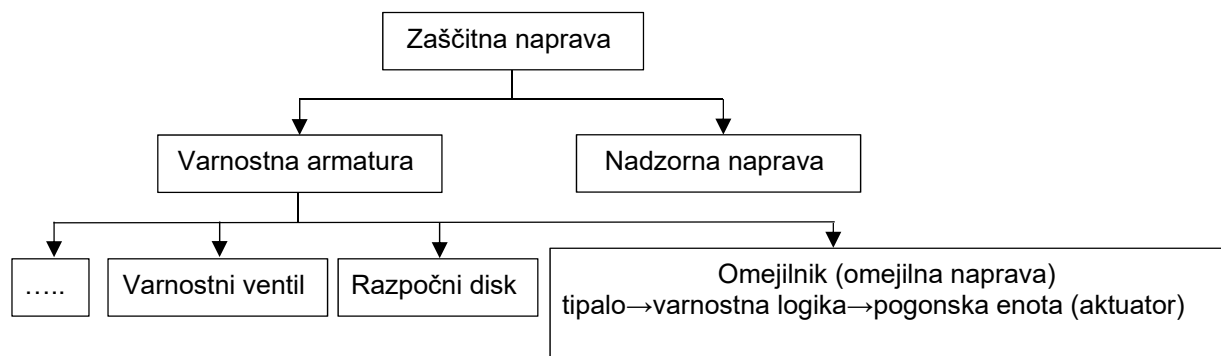 Zaščitna naprava
Varnostna armatura
Nadzorna naprava
…..
Varnostni ventil
Razpočni disk
Omejilnik (omejilna naprava)
tipalo→varnostna logika→pogonska enota (aktuator)